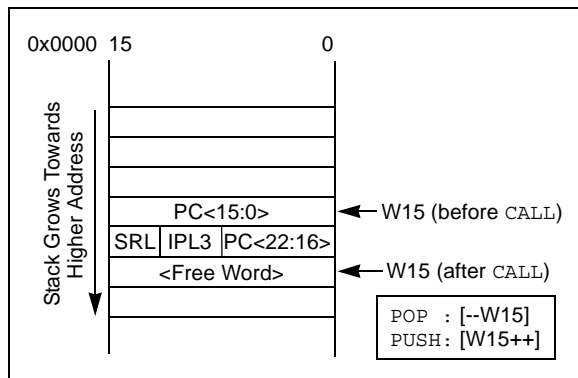 0x0000 15 0
Stack Grows Towards
Higher Address
PC<15:0>
W15 (before CALL)
SRL IPL3 PC<22:16>
<Free Word>
W15 (after CALL)
POP : [--W15]
PUSH: [W15++]